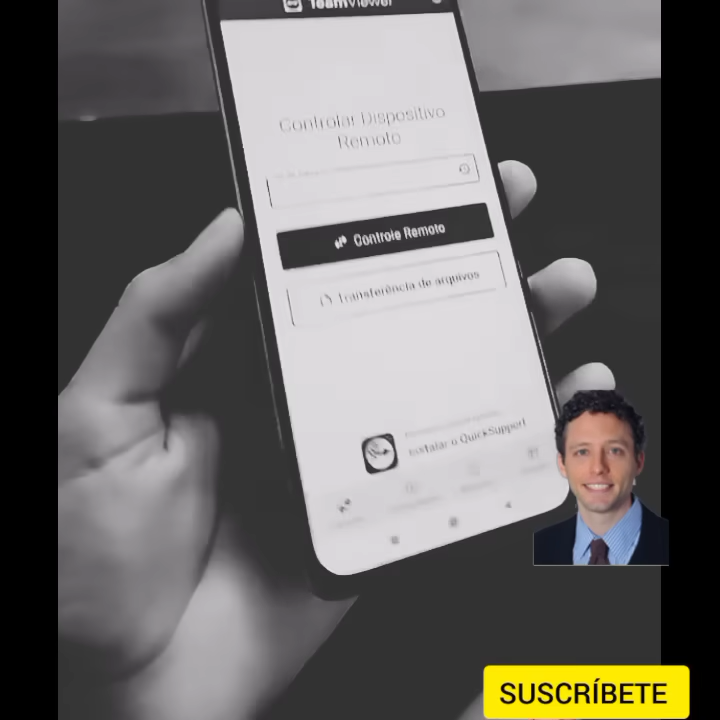 TeamViewer
Controlar Dispositivo
Remoto
Controle Remoto
Transferência de arquivos
Instalar o QuickSupport
SUSCRÍBETE